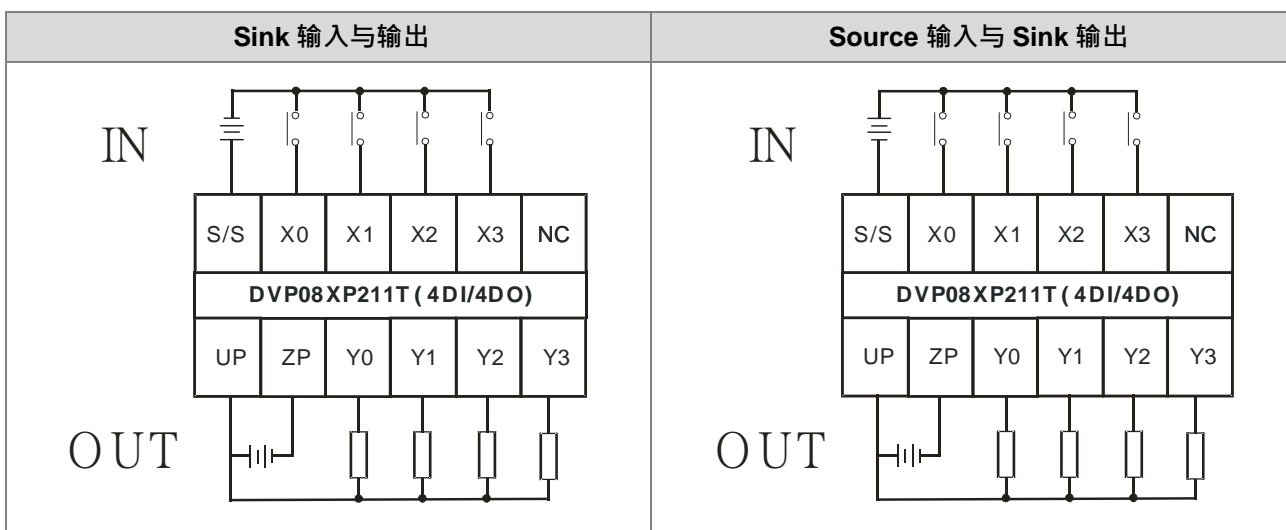 Sink 输入与输出
Source 输入与 Sink 输出
IN
S/S X0 X1 X2 X3 NC
DVP08XP211T ( 4DI/4DO)
UP ZP Y0 Y1 Y2 Y3
OUT
IN
S/S X0 X1 X2 X3 NC
DVP08XP211T ( 4DI/4DO)
UP ZP Y0 Y1 Y2 Y3
OUT